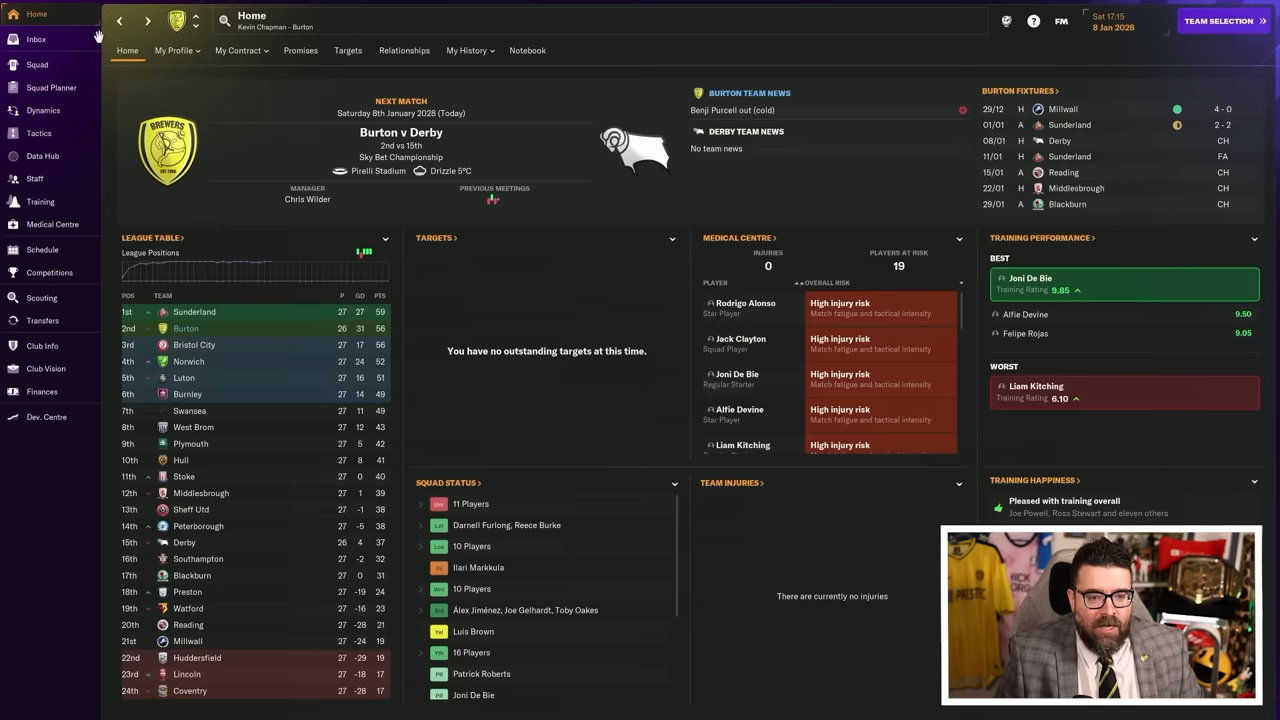 Home
Inbox
Squad
Squad Planner
Dynamics
Tactics
Data Hub
Staff
Training
Medical Centre
Schedule
Competitions
Scouting
Transfers
Club Info
Club Vision
Finances
Dev. Centre
Home
Kevin Chapman - Burton
FM
Sat 17:15
8 Jan 2028
TEAM SELECTION
Home
My Profile
My Contract
Promises
Targets
Relationships
My History
Notebook
BREWERS
NEXT MATCH
Saturday 8th January 2028 (Today)
Burton v Derby
2nd vs 15th
Sky Bet Championship
Pirelli Stadium
Drizzle 5°C
MANAGER
Chris Wilder
PREVIOUS MEETINGS
BURTON TEAM NEWS
Benji Purcell out (cold)
DERBY TEAM NEWS
No team news
BURTON FIXTURES
29/12 H Millwall 4 - 0
01/01 A Sunderland 2 - 2
08/01 H Derby CH
11/01 H Sunderland FA
15/01 A Reading CH
22/01 H Middlesbrough CH
29/01 A Blackburn CH
LEAGUE TABLE
League Positions
POS TEAM P GD PTS
1st Sunderland 27 27 59
2nd Burton 26 31 56
3rd Bristol City 27 17 56
4th Norwich 27 24 52
5th Luton 27 16 51
6th Burnley 27 14 49
7th Swansea 27 11 49
8th West Brom 27 12 43
9th Plymouth 27 5 42
10th Hull 27 8 41
11th Stoke 27 0 40
12th Middlesbrough 27 1 39
13th Sheff Utd 27 -1 38
14th Peterborough 27 -5 38
15th Derby 26 4 37
16th Southampton 27 -2 32
17th Blackburn 27 0 31
18th Preston 27 -19 24
19th Watford 27 -16 23
20th Reading 27 -28 21
21st Millwall 27 -24 19
22nd Huddersfield 27 -29 19
23rd Lincoln 27 -18 17
24th Coventry 27 -28 17
TARGETS
You have no outstanding targets at this time.
MEDICAL CENTRE
INJURIES
0
PLAYERS AT RISK
19
PLAYER OVERALL RISK
Rodrigo Alonso High injury risk
Star Player Match fatigue and tactical intensity
Jack Clayton High injury risk
Squad Player Match fatigue and tactical intensity
Joni De Bie High injury risk
Regular Starter Match fatigue and tactical intensity
Alfie Devine High injury risk
Star Player Match fatigue and tactical intensity
Liam Kitching High injury risk
Match fatigue and tactical intensity
TRAINING PERFORMANCE
BEST
Joni De Bie
Training Rating 9.85
Alfie Devine 9.50
Felipe Rojas 9.05
WORST
Liam Kitching
Training Rating 6.10
SQUAD STATUS
Unr 11 Players
Lst Darnell Furlong, Reece Burke
Loa 10 Players
Inj Ilari Markkula
Wnt 10 Players
Álex Jiménez, Joe Gelhardt, Toby Oakes
Yel Luis Brown
Yth 16 Players
PR Patrick Roberts
PR Joni De Bie
TEAM INJURIES
There are currently no injuries
TRAINING HAPPINESS
Pleased with training overall
Joe Powell, Ross Stewart and eleven others